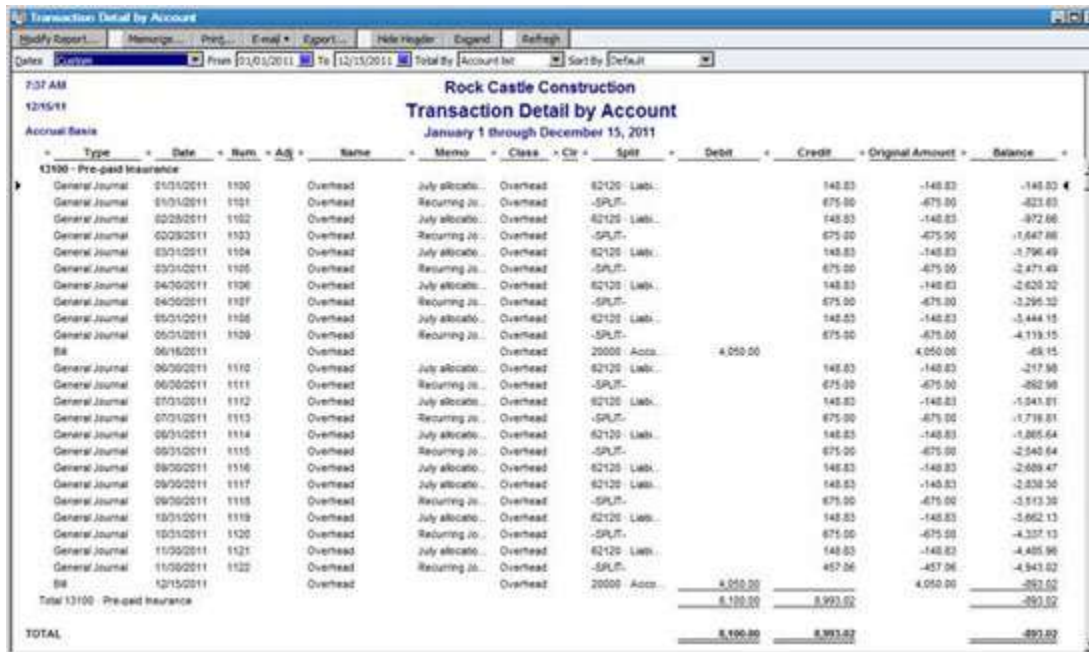 Transaction Detail by Account
Modify Report... Memorize... Print... E-mail Export... Hide Header Expand Refresh
Dates Custom From 01/01/2011 To 12/15/2011 Total By Account list Sort By Default
7:37 AM
Rock Castle Construction
12/15/11
Transaction Detail by Account
Accrual Basis
January 1 through December 15, 2011
Type Date Num Adj Name Memo Class Clr Split Debit Credit Original Amount Balance
13100 · Pre-paid Insurance
General Journal 01/31/2011 1100 Overhead July allocatio... Overhead 62120 · Liabi... 148.83 -148.83 -148.83
General Journal 01/31/2011 1101 Overhead Recurring Jo... Overhead -SPLIT- 675.00 -675.00 -823.83
General Journal 02/28/2011 1102 Overhead July allocatio... Overhead 62120 · Liabi... 148.83 -148.83 -972.66
General Journal 02/28/2011 1103 Overhead Recurring Jo... Overhead -SPLIT- 675.00 -675.00 -1,647.66
General Journal 03/31/2011 1104 Overhead July allocatio... Overhead 62120 · Liabi... 148.83 -148.83 -1,796.49
General Journal 03/31/2011 1105 Overhead Recurring Jo... Overhead -SPLIT- 675.00 -675.00 -2,471.49
General Journal 04/30/2011 1106 Overhead July allocatio... Overhead 62120 · Liabi... 148.83 -148.83 -2,620.32
General Journal 04/30/2011 1107 Overhead Recurring Jo... Overhead -SPLIT- 675.00 -675.00 -3,295.32
General Journal 05/31/2011 1108 Overhead July allocatio... Overhead 62120 · Liabi... 148.83 -148.83 -3,444.15
General Journal 05/31/2011 1109 Overhead Recurring Jo... Overhead -SPLIT- 675.00 -675.00 -4,119.15
Bill 06/16/2011 Overhead Overhead 20000 · Acco... 4,050.00 4,050.00 -69.15
General Journal 06/30/2011 1110 Overhead July allocatio... Overhead 62120 · Liabi... 148.83 -148.83 -217.98
General Journal 06/30/2011 1111 Overhead Recurring Jo... Overhead -SPLIT- 675.00 -675.00 -892.98
General Journal 07/31/2011 1112 Overhead July allocatio... Overhead 62120 · Liabi... 148.83 -148.83 -1,041.81
General Journal 07/31/2011 1113 Overhead Recurring Jo... Overhead -SPLIT- 675.00 -675.00 -1,716.81
General Journal 08/31/2011 1114 Overhead July allocatio... Overhead 62120 · Liabi... 148.83 -148.83 -1,865.64
General Journal 08/31/2011 1115 Overhead Recurring Jo... Overhead -SPLIT- 675.00 -675.00 -2,540.64
General Journal 09/30/2011 1116 Overhead July allocatio... Overhead 62120 · Liabi... 148.83 -148.83 -2,689.47
General Journal 09/30/2011 1117 Overhead July allocatio... Overhead 62120 · Liabi... 148.83 -148.83 -2,838.30
General Journal 09/30/2011 1118 Overhead Recurring Jo... Overhead -SPLIT- 675.00 -675.00 -3,513.30
General Journal 10/31/2011 1119 Overhead July allocatio... Overhead 62120 · Liabi... 148.83 -148.83 -3,662.13
General Journal 10/31/2011 1120 Overhead Recurring Jo... Overhead -SPLIT- 675.00 -675.00 -4,337.13
General Journal 11/30/2011 1121 Overhead July allocatio... Overhead 62120 · Liabi... 148.83 -148.83 -4,485.96
General Journal 11/30/2011 1122 Overhead Recurring Jo... Overhead -SPLIT- 457.06 -457.06 -4,943.02
Bill 12/15/2011 Overhead Overhead 20000 · Acco... 4,050.00 4,050.00 -893.02
Total 13100 · Pre-paid Insurance 8,100.00 8,993.02 -893.02
TOTAL 8,100.00 8,993.02 -893.02